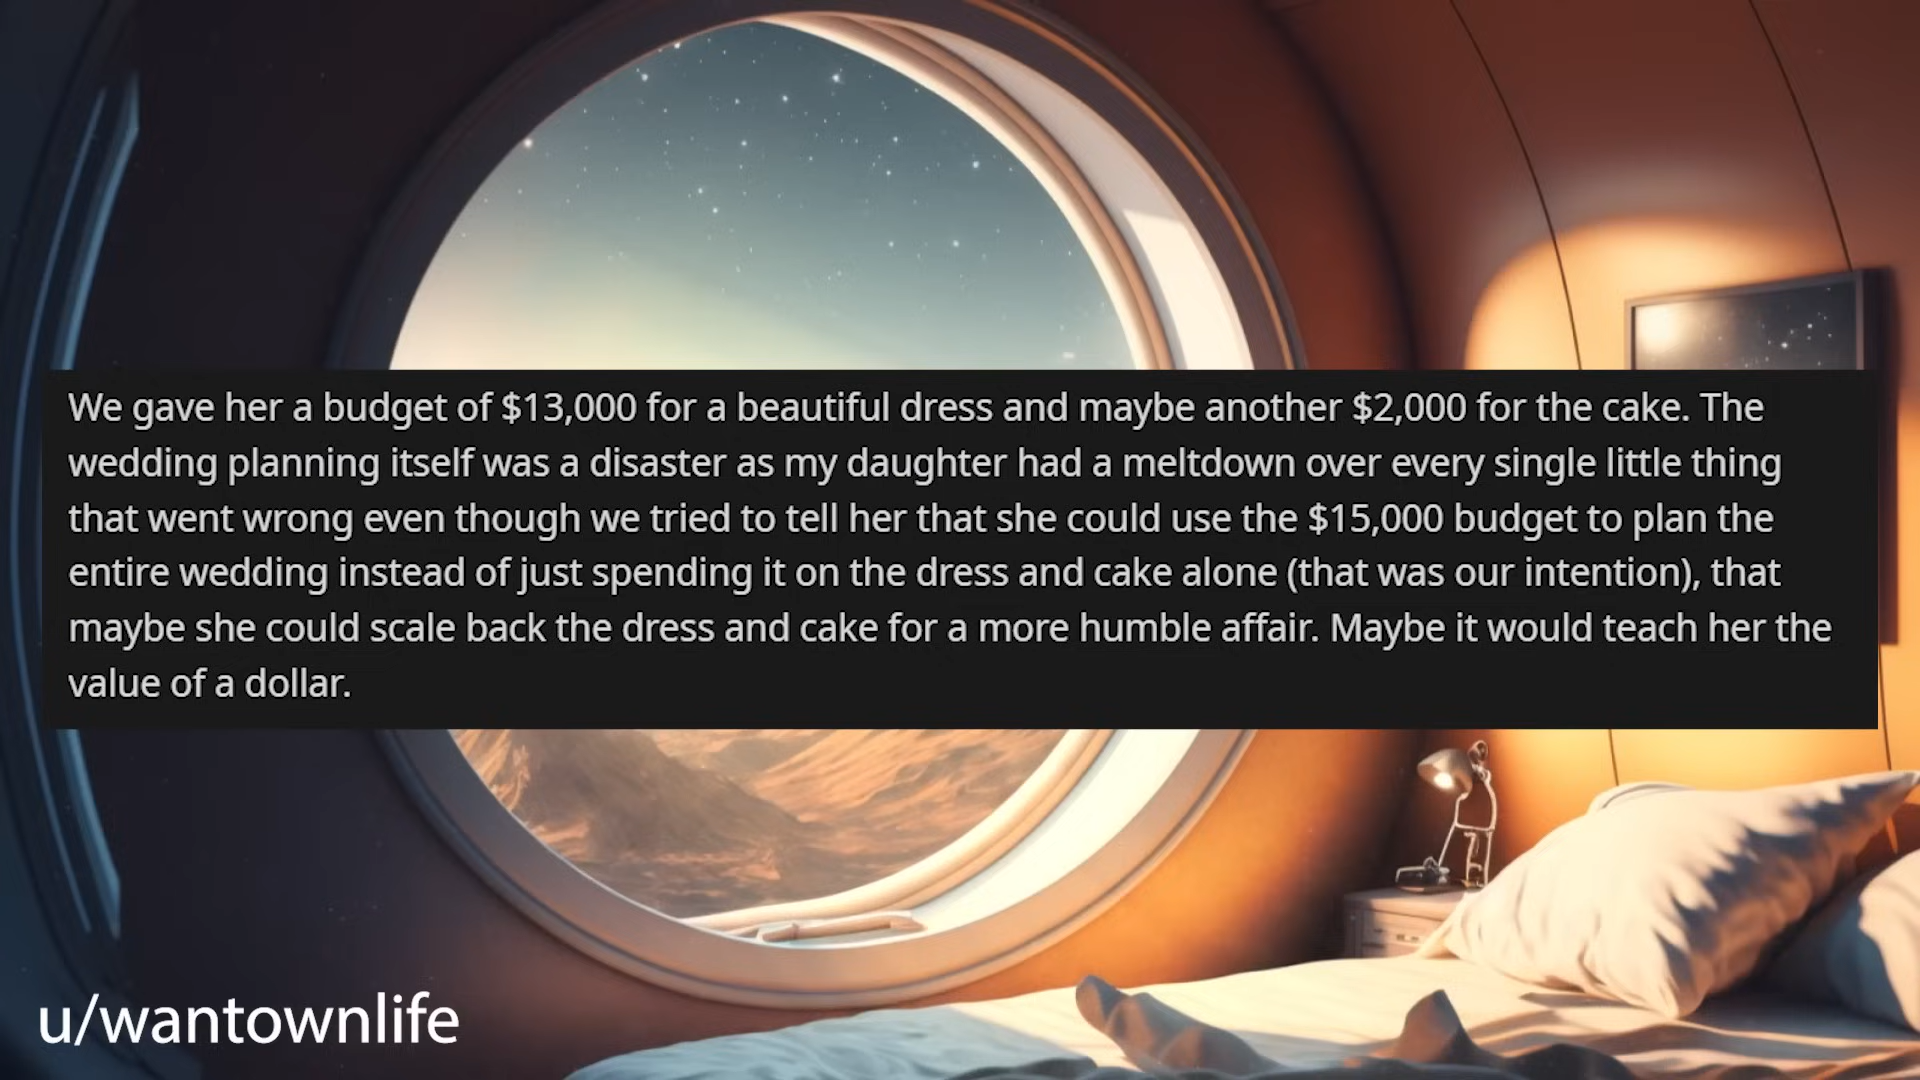 We gave her a budget of $13,000 for a beautiful dress and maybe another $2,000 for the cake. The
wedding planning itself was a disaster as my daughter had a meltdown over every single little thing
that went wrong even though we tried to tell her that she could use the $15,000 budget to plan the
entire wedding instead of just spending it on the dress and cake alone (that was our intention), that
maybe she could scale back the dress and cake for a more humble affair. Maybe it would teach her the
value of a dollar.
u/wantownlife